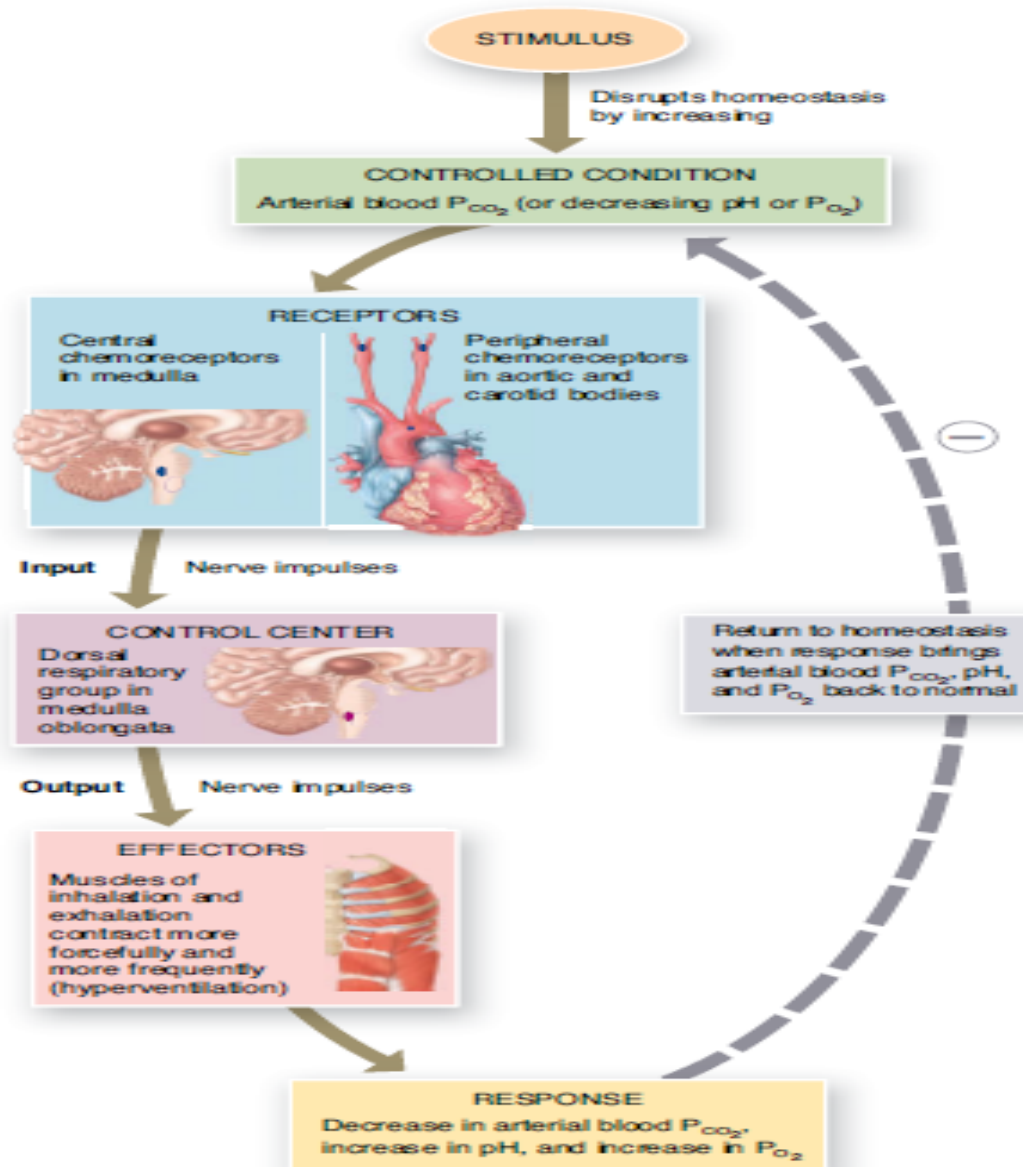 STIMULUS
Disrupts homeostasis
by increasing
CONTROLLED CONDITION
Arterial blood PCO2 (or decreasing pH or PO2)
RECEPTORS
Central
chemoreceptors
in medulla
Peripheral
chemoreceptors
in aortic and
carotid bodies
Input
Nerve impulses
CONTROL CENTER
Dorsal
respiratory
group in
medulla
oblongata
Return to homeostasis
when response brings
arterial blood PCO2, pH,
and PO2 back to normal
Output
Nerve impulses
EFFECTORS
Muscles of
inhalation and
exhalation
contract more
forcefully and
more frequently
(hyperventilation)
RESPONSE
Decrease in arterial blood PCO2,
increase in pH, and increase in PO2